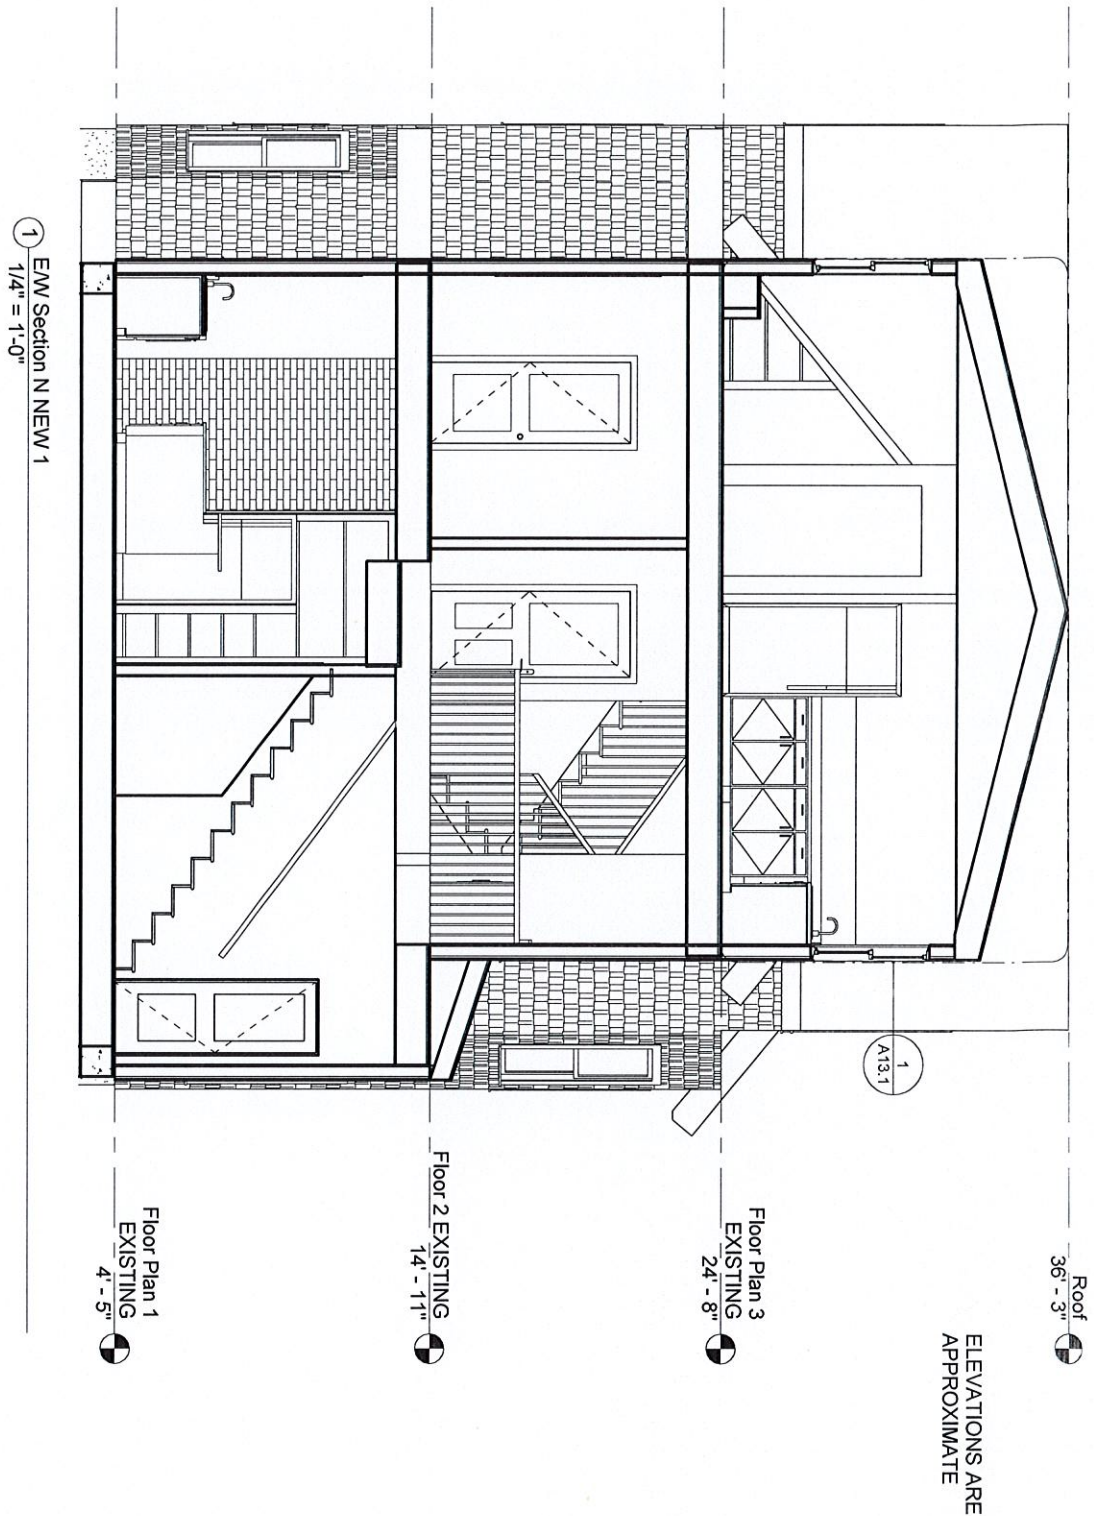 ELEVATIONS ARE
APPROXIMATE
Roof
36' - 3"
1
A13.1
Floor Plan 3
EXISTING
24' - 8"
Floor 2 EXISTING
14' - 11"
Floor Plan 1
EXISTING
4' - 5"
1
E/W Section N NEW 1
1/4" = 1'-0"